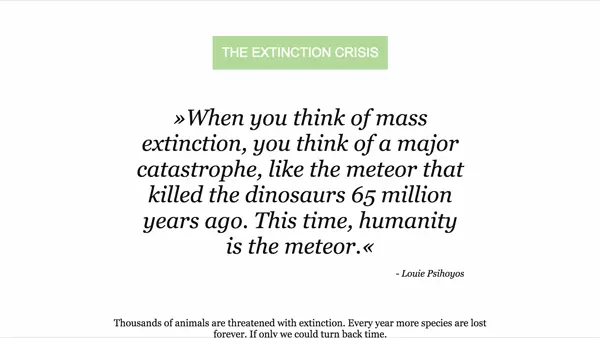 THE EXTINCTION CRISIS
»When you think of mass
extinction, you think of a major
catastrophe, like the meteor that
killed the dinosaurs 65 million
years ago. This time, humanity
is the meteor.«
- Louie Psihoyos
Thousands of animals are threatened with extinction. Every year more species are lost
forever. If only we could turn back time.